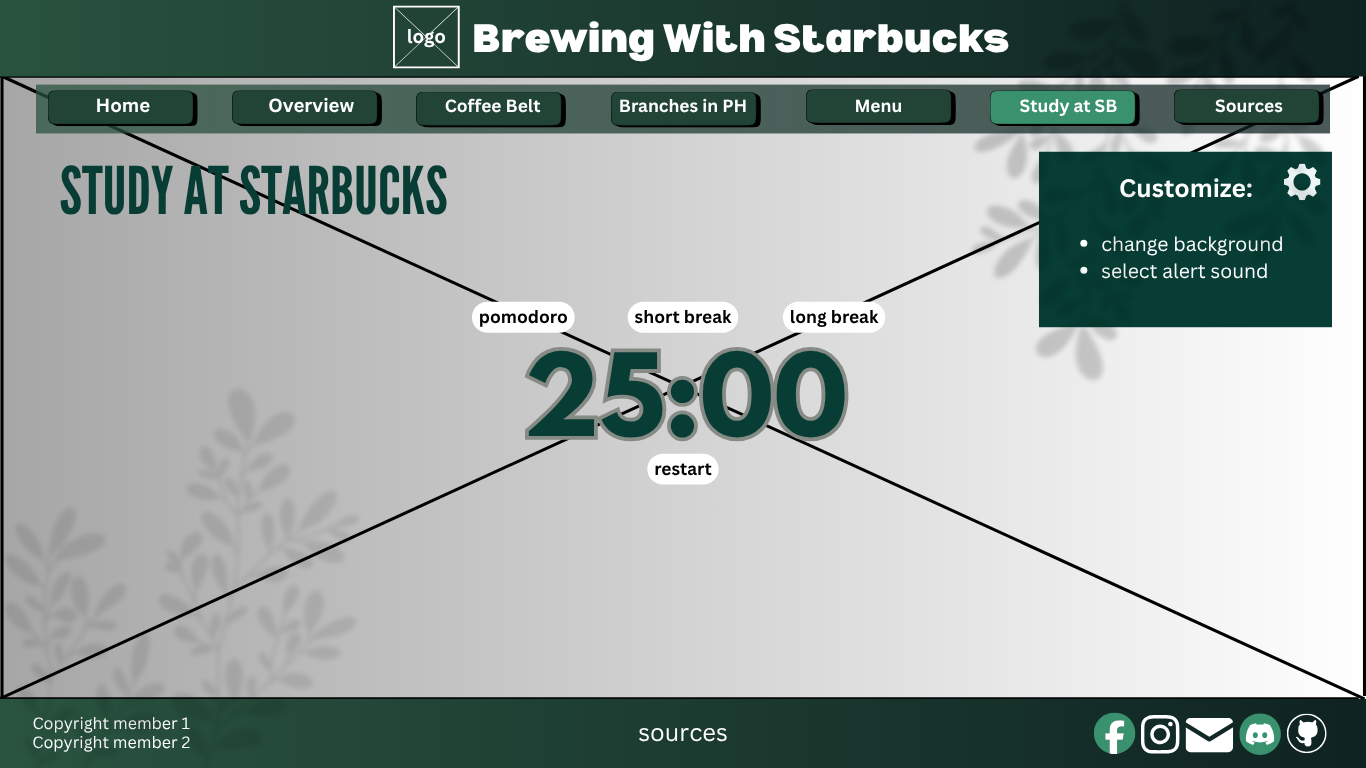 logo
Brewing With Starbucks
Home
Overview
Coffee Belt
Branches in PH
Menu
Study at SB
Sources
STUDY AT STARBUCKS
Customize:
change background
select alert sound
pomodoro
short break
long break
25:00
restart
Copyright member 1
Copyright member 2
sources